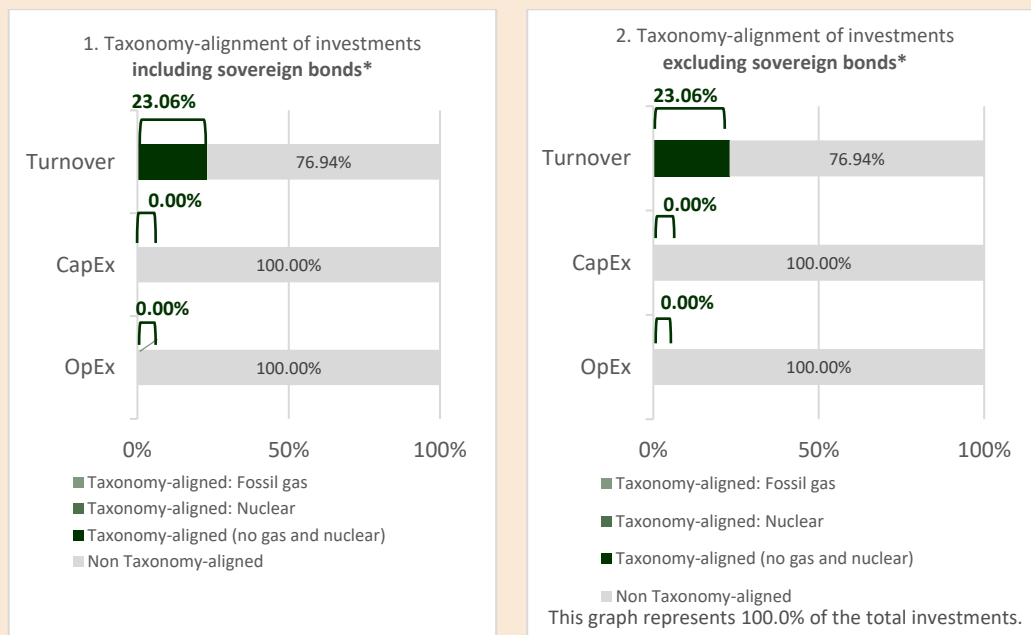 1. Taxonomy-alignment of investments
including sovereign bonds*
23.06%
Turnover
76.94%
0.00%
CapEx
100.00%
0.00%
OpEx
100.00%
0% 50% 100%
Taxonomy-aligned: Fossil gas
Taxonomy-aligned: Nuclear
Taxonomy-aligned (no gas and nuclear)
Non Taxonomy-aligned
2. Taxonomy-alignment of investments
excluding sovereign bonds*
23.06%
Turnover
76.94%
0.00%
CapEx
100.00%
0.00%
OpEx
100.00%
0% 50% 100%
Taxonomy-aligned: Fossil gas
Taxonomy-aligned: Nuclear
Taxonomy-aligned (no gas and nuclear)
Non Taxonomy-aligned
This graph represents 100.0% of the total investments.